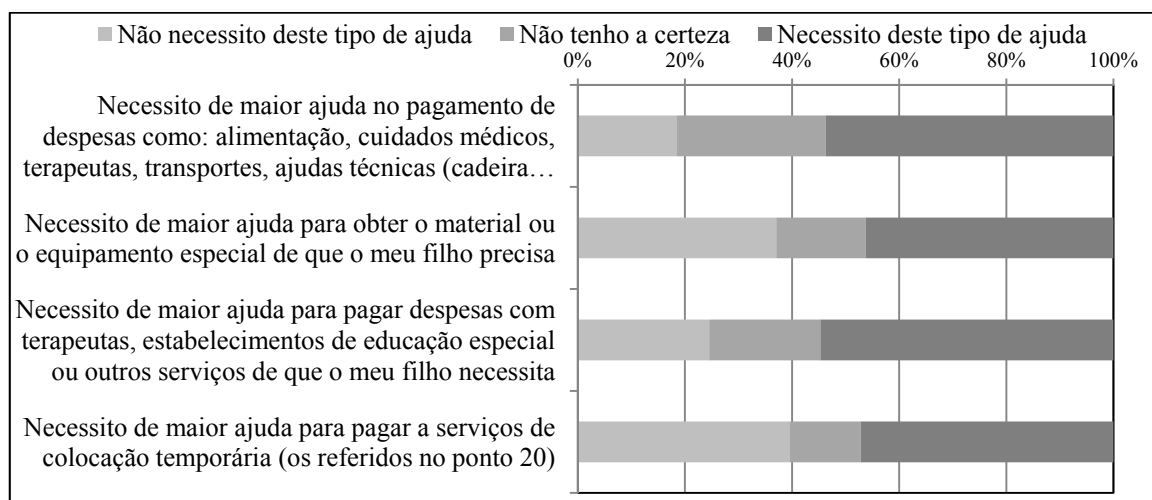 Não necessito deste tipo de ajuda Não tenho a certeza Necessito deste tipo de ajuda
0% 20% 40% 60% 80% 100%
Necessito de maior ajuda no pagamento de
despesas como: alimentação, cuidados médicos,
terapeutas, transportes, ajudas técnicas (cadeira…
Necessito de maior ajuda para obter o material ou
o equipamento especial de que o meu filho precisa
Necessito de maior ajuda para pagar despesas com
terapeutas, estabelecimentos de educação especial
ou outros serviços de que o meu filho necessita
Necessito de maior ajuda para pagar a serviços de
colocação temporária (os referidos no ponto 20)